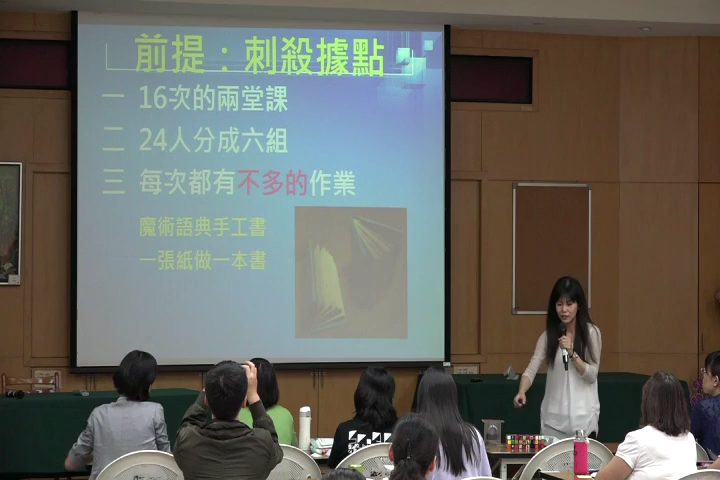 前提：刺殺據點
一 16次的兩堂課
二 24人分成六組
三 每次都有不多的作業
魔術語典手工書
一張紙做一本書